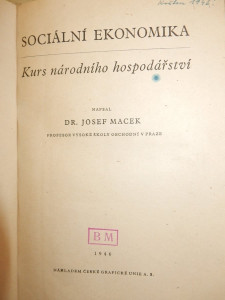 SOCIÁLNÍ EKONOMIKA
Kurs národního hospodářství
NAPSAL
DR. JOSEF MACEK
PROFESOR VYSOKÉ ŠKOLY OBCHODNÍ V PRAZE
BM
1946
NÁKLADEM ČESKÉ GRAFICKÉ UNIE A. S.